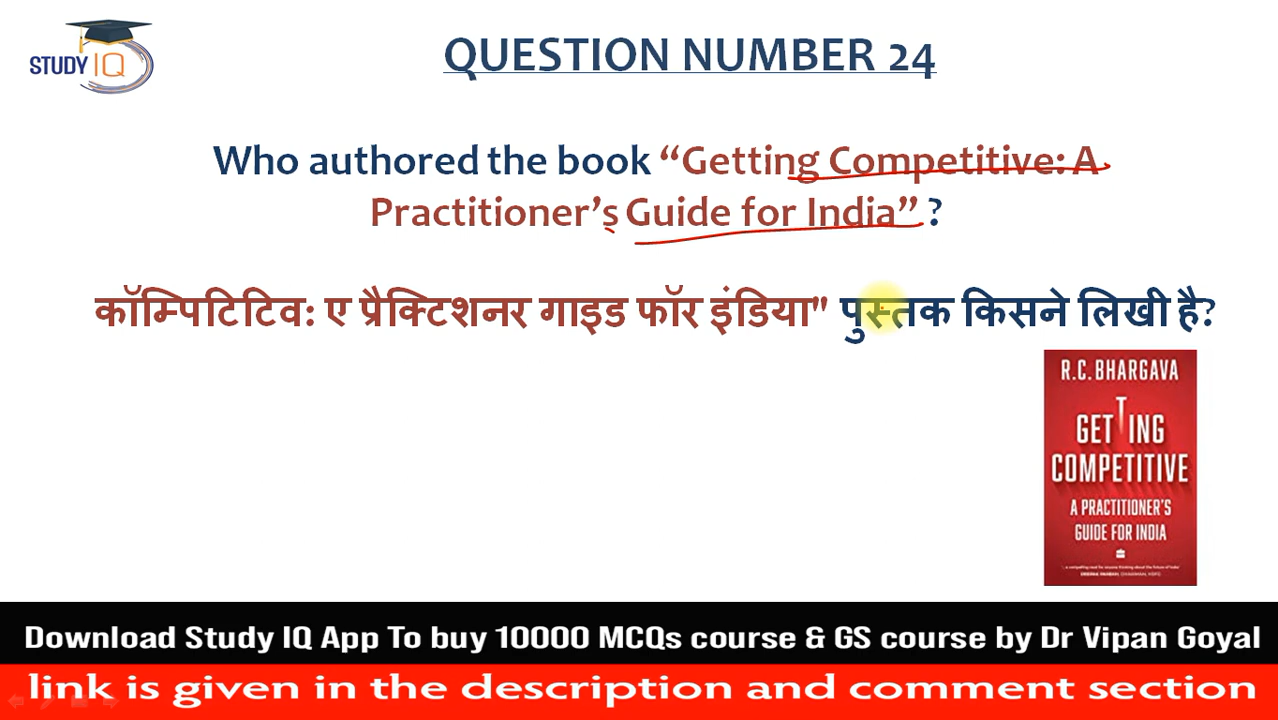 STUDY IQ
QUESTION NUMBER 24
Who authored the book “Getting Competitive: A
Practitioner’s Guide for India” ?
कॉम्पिटिटिव: ए प्रैक्टिशनर गाइड फॉर इंडिया" पुस्तक किसने लिखी है?
R.C. BHARGAVA
GETTING
COMPETITIVE
A PRACTITIONER'S
GUIDE FOR INDIA
Download Study IQ App To buy 10000 MCQs course & GS course by Dr Vipan Goyal
link is given in the description and comment section